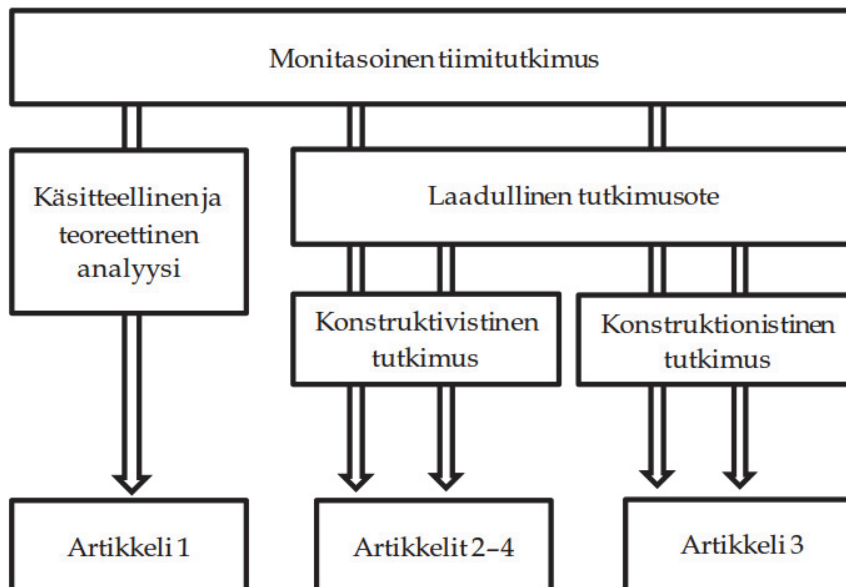 Monitasoinen tiimitutkimus
Käsitteellinen ja
teoreettinen
analyysi
Laadullinen tutkimusote
Konstruktivistinen
tutkimus
Konstruktionistinen
tutkimus
Artikkeli 1
Artikkelit 2–4
Artikkeli 3